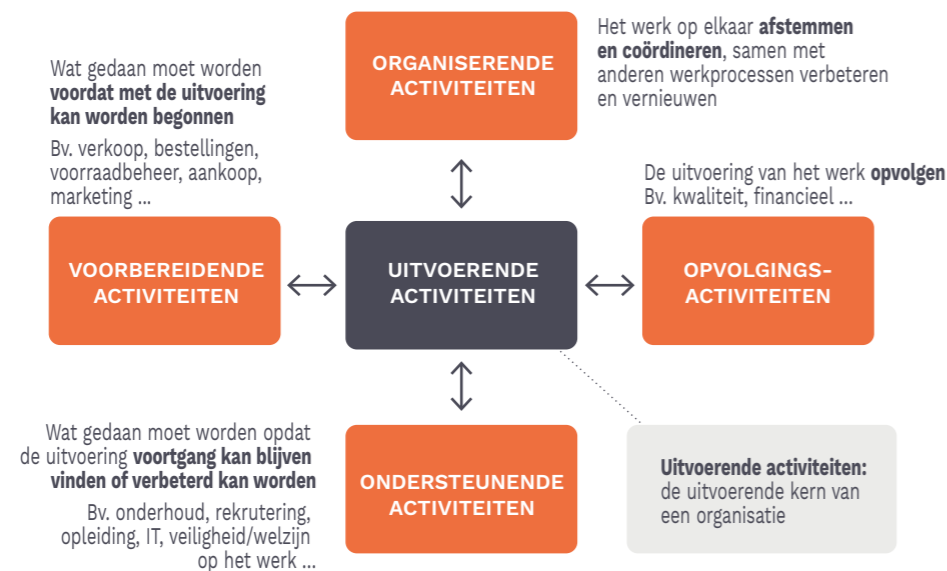 Het werk op elkaar afstemmen
en coördineren, samen met
anderen werkprocessen verbeteren
en vernieuwen
ORGANISERENDE
ACTIVITEITEN
Wat gedaan moet worden
voordat met de uitvoering
kan worden begonnen
Bv. verkoop, bestellingen,
voorraadbeheer, aankoop,
marketing ...
De uitvoering van het werk opvolgen
Bv. kwaliteit, financieel ...
VOORBEREIDENDE
ACTIVITEITEN
UITVOERENDE
ACTIVITEITEN
OPVOLGINGS-
ACTIVITEITEN
Wat gedaan moet worden opdat
de uitvoering voortgang kan blijven
vinden of verbeterd kan worden
Bv. onderhoud, rekrutering,
opleiding, IT, veiligheid/welzijn
op het werk ...
ONDERSTEUNENDE
ACTIVITEITEN
Uitvoerende activiteiten:
de uitvoerende kern van
een organisatie